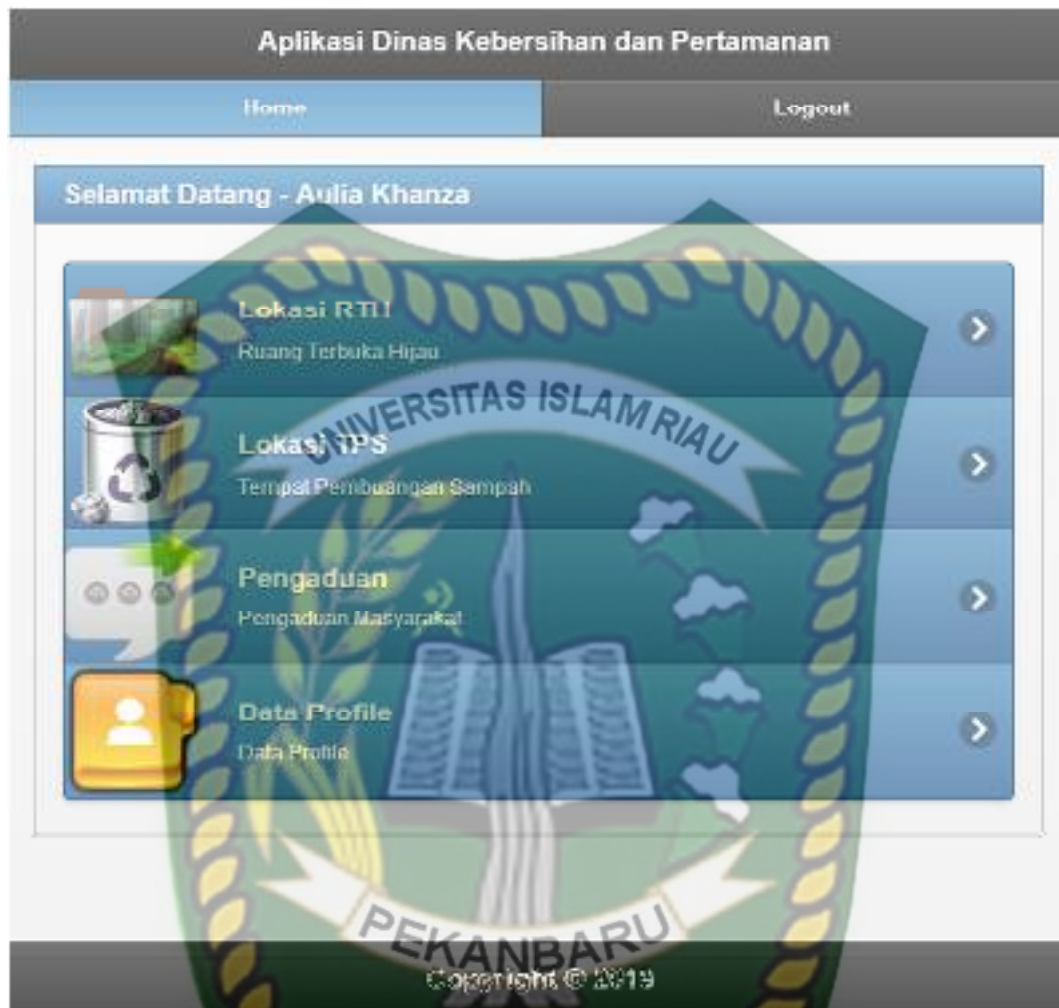 Aplikasi Dinas Kebersihan dan Pertamanan
Home
Logout
Selamat Datang - Aulia Khanza
Lokasi RTH
Ruang Terbuka Hijau
UNIVERSITAS ISLAM RIAU
Lokasi TPS
Tempat Pembuangan Sampah
Pengaduan
Pengaduan Masyarakat
Data Profile
Data Profile
PEKANBARU
Copyright © 2019